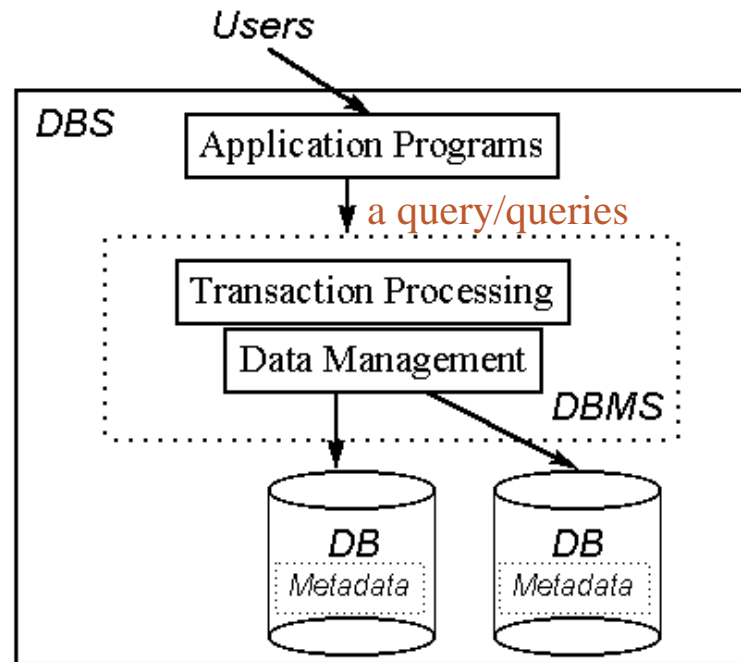 Users
DBS
Application Programs
a query/queries
Transaction Processing
Data Management
DBMS
DB
Metadata
DB
Metadata